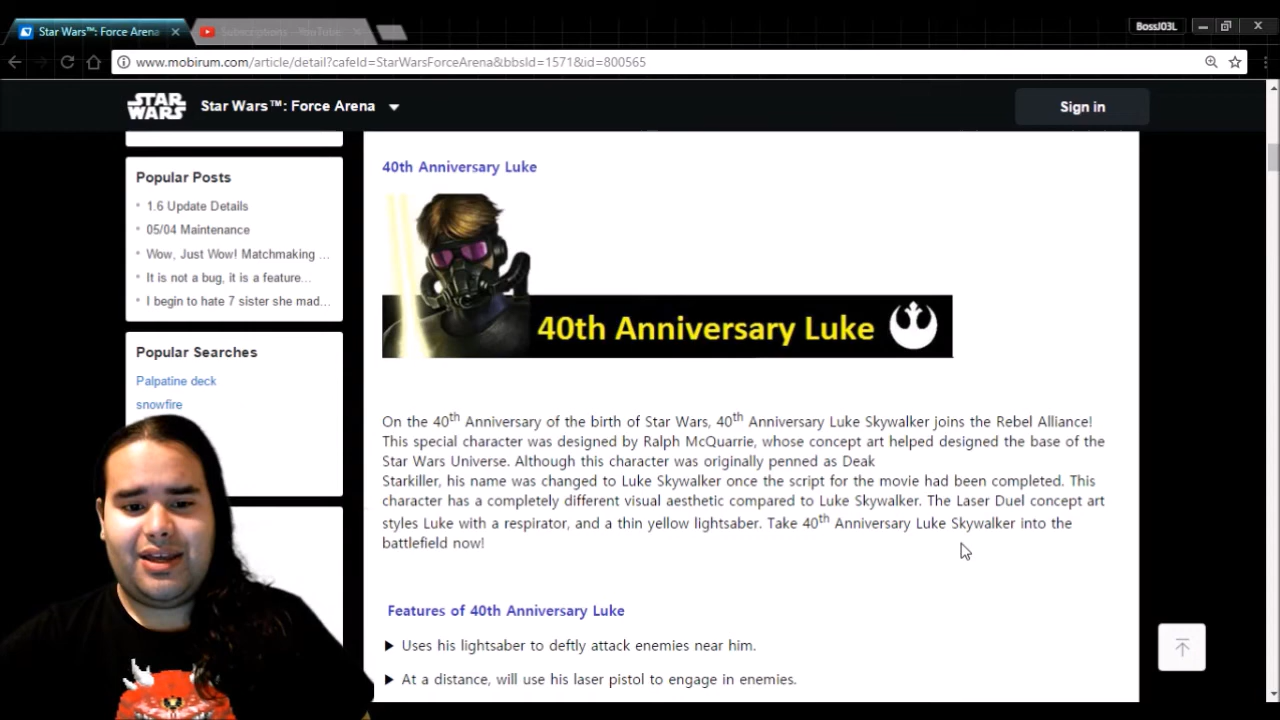 Star Wars™: Force Arena
Subscriptions - YouTube
BossJ03L
www.mobirum.com/article/detail?cafeId=StarWarsForceArena&bbsId=1571&id=800565
STAR WARS
Star Wars™: Force Arena
Sign in
Popular Posts
1.6 Update Details
05/04 Maintenance
Wow, Just Wow! Matchmaking ...
It is not a bug, it is a feature...
I begin to hate 7 sister she mad...
Popular Searches
Palpatine deck
snowfire
40th Anniversary Luke
40th Anniversary Luke
On the 40th Anniversary of the birth of Star Wars, 40th Anniversary Luke Skywalker joins the Rebel Alliance!
This special character was designed by Ralph McQuarrie, whose concept art helped designed the base of the
Star Wars Universe. Although this character was originally penned as Deak
Starkiller, his name was changed to Luke Skywalker once the script for the movie had been completed. This
character has a completely different visual aesthetic compared to Luke Skywalker. The Laser Duel concept art
styles Luke with a respirator, and a thin yellow lightsaber. Take 40th Anniversary Luke Skywalker into the
battlefield now!
Features of 40th Anniversary Luke
▶ Uses his lightsaber to deftly attack enemies near him.
▶ At a distance, will use his laser pistol to engage in enemies.